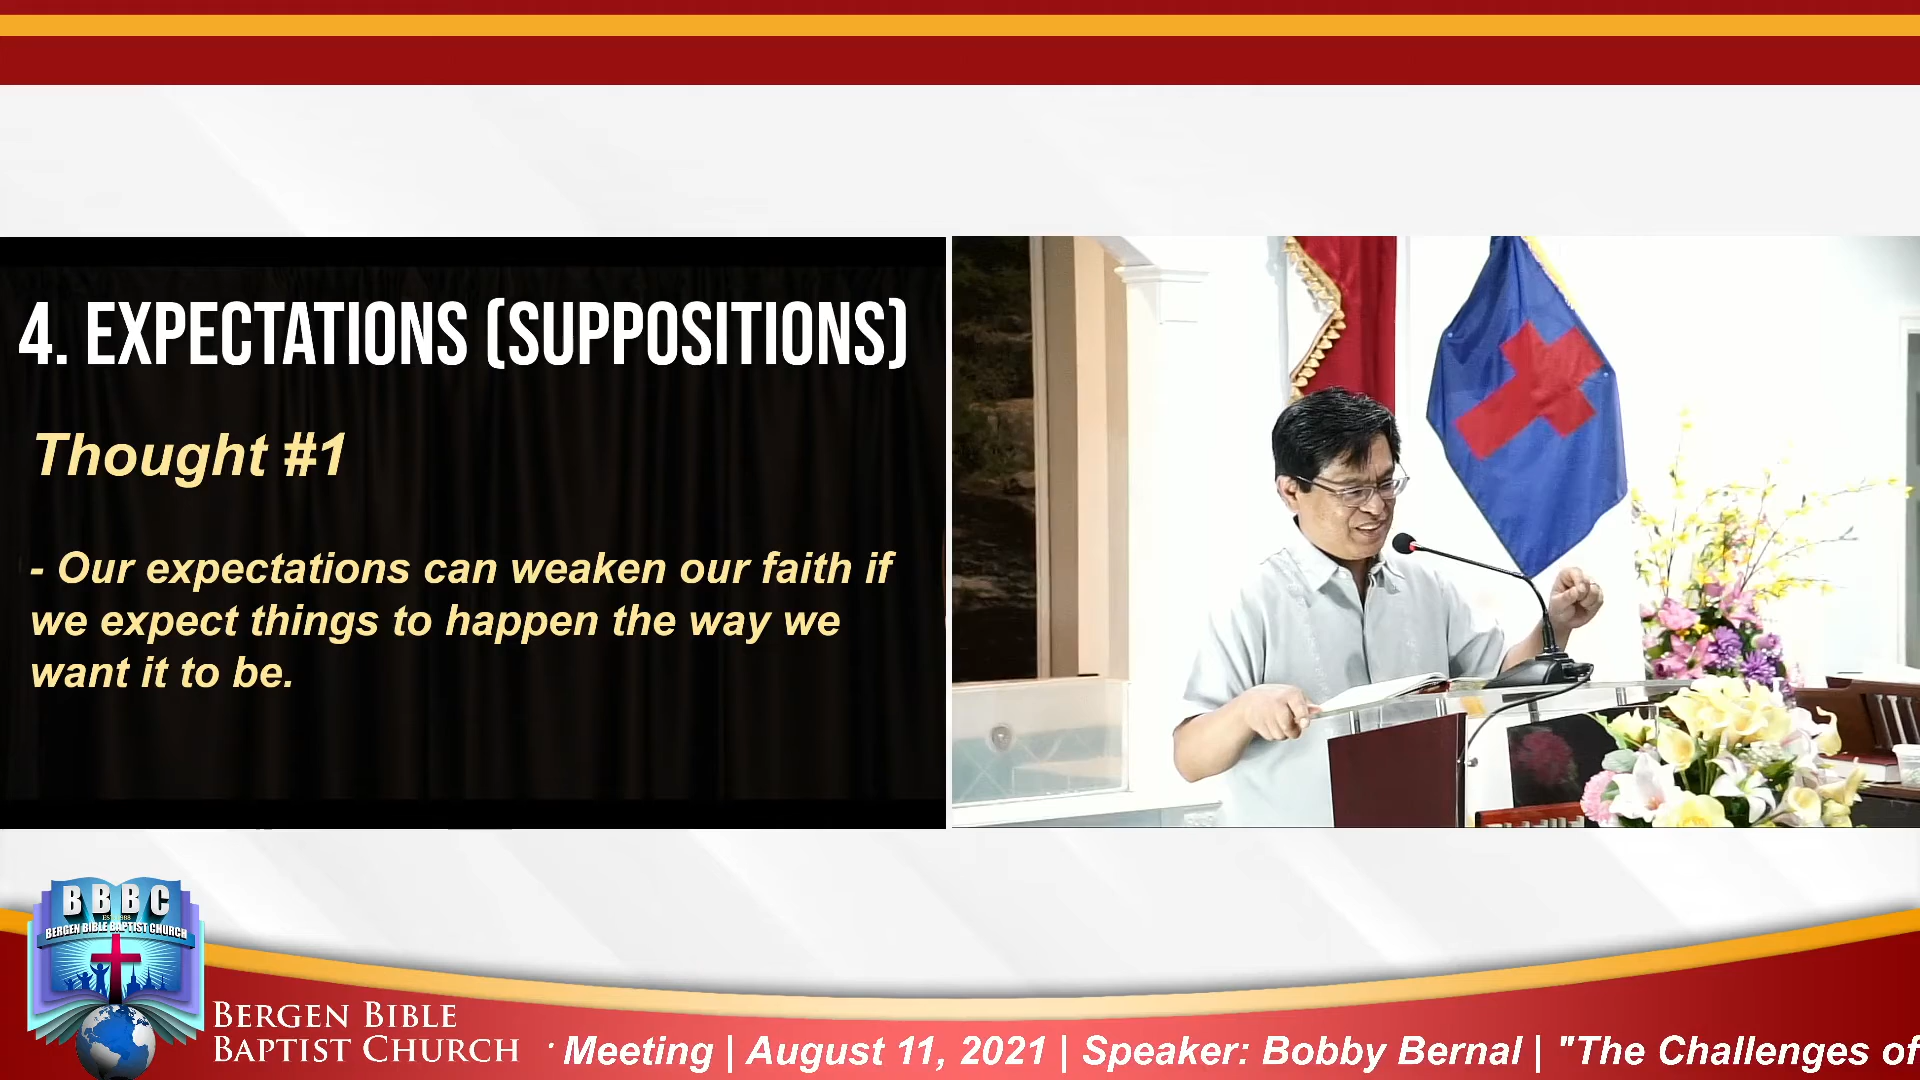 4. EXPECTATIONS (SUPPOSITIONS)
Thought #1
- Our expectations can weaken our faith if
we expect things to happen the way we
want it to be.
BBBC
BERGEN BIBLE BAPTIST CHURCH
BERGEN BIBLE
BAPTIST CHURCH
Meeting | August 11, 2021 | Speaker: Bobby Bernal | "The Challenges of